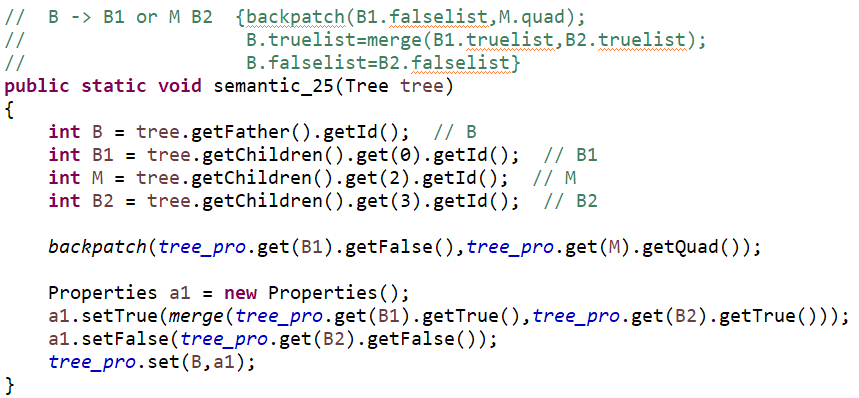 //  B -> B1 or M B2  {backpatch(B1.falselist,M.quad);
//                    B.truelist=merge(B1.truelist,B2.truelist);
//                    B.falselist=B2.falselist}
public static void semantic_25(Tree tree)
{
    int B = tree.getFather().getId();  // B
    int B1 = tree.getChildren().get(0).getId();  // B1
    int M = tree.getChildren().get(2).getId();  // M
    int B2 = tree.getChildren().get(3).getId();  // B2
    backpatch(tree_pro.get(B1).getFalse(),tree_pro.get(M).getQuad());
    Properties a1 = new Properties();
    a1.setTrue(merge(tree_pro.get(B1).getTrue(),tree_pro.get(B2).getTrue()));
    a1.setFalse(tree_pro.get(B2).getFalse());
    tree_pro.set(B,a1);
}